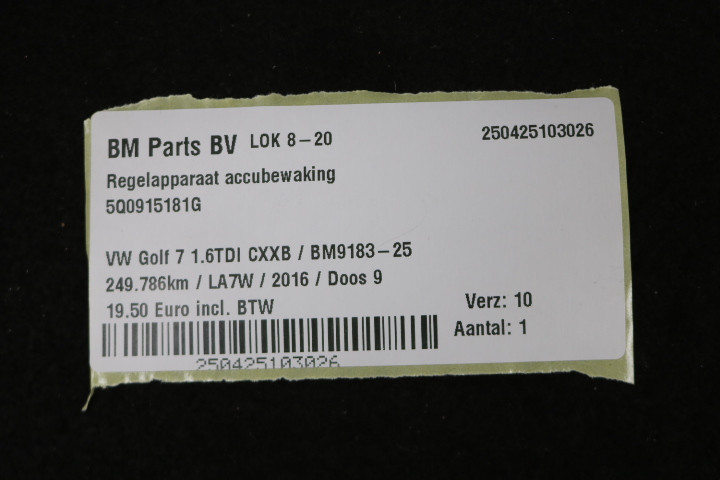 BM Parts BV LOK 8-20 250425103026
Regelapparaat accubewaking
5Q0915181G
VW Golf 7 1.6TDI CXXB / BM9183-25
249.786km / LA7W / 2016 / Doos 9
19.50 Euro incl. BTW Verz: 10
Aantal: 1
250425103026